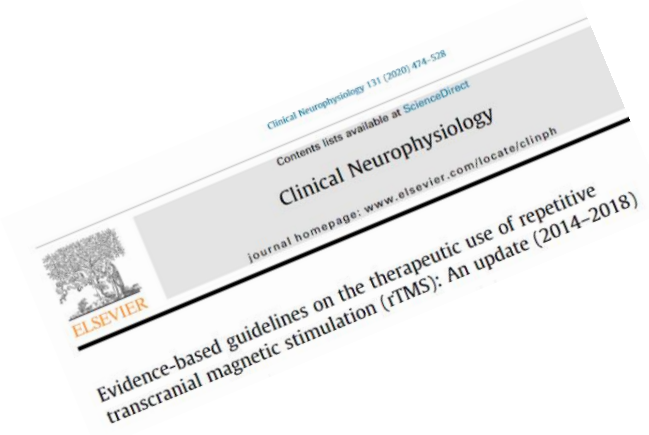 Clinical Neurophysiology 131 (2020) 474–528
Contents lists available at ScienceDirect
Clinical Neurophysiology
journal homepage: www.elsevier.com/locate/clinph
ELSEVIER
Evidence-based guidelines on the therapeutic use of repetitive
transcranial magnetic stimulation (rTMS): An update (2014–2018)